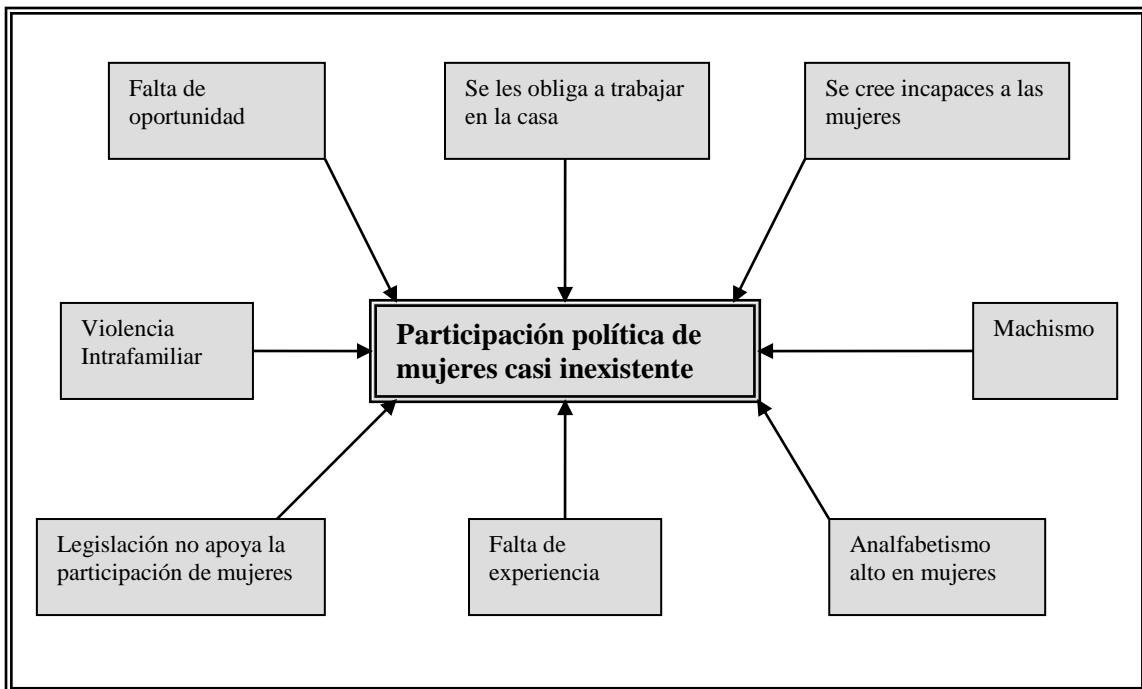 Falta de
oportunidad
Se les obliga a trabajar
en la casa
Se cree incapaces a las
mujeres
Violencia
Intrafamiliar
Participación política de
mujeres casi inexistente
Machismo
Legislación no apoya la
participación de mujeres
Falta de
experiencia
Analfabetismo
alto en mujeres